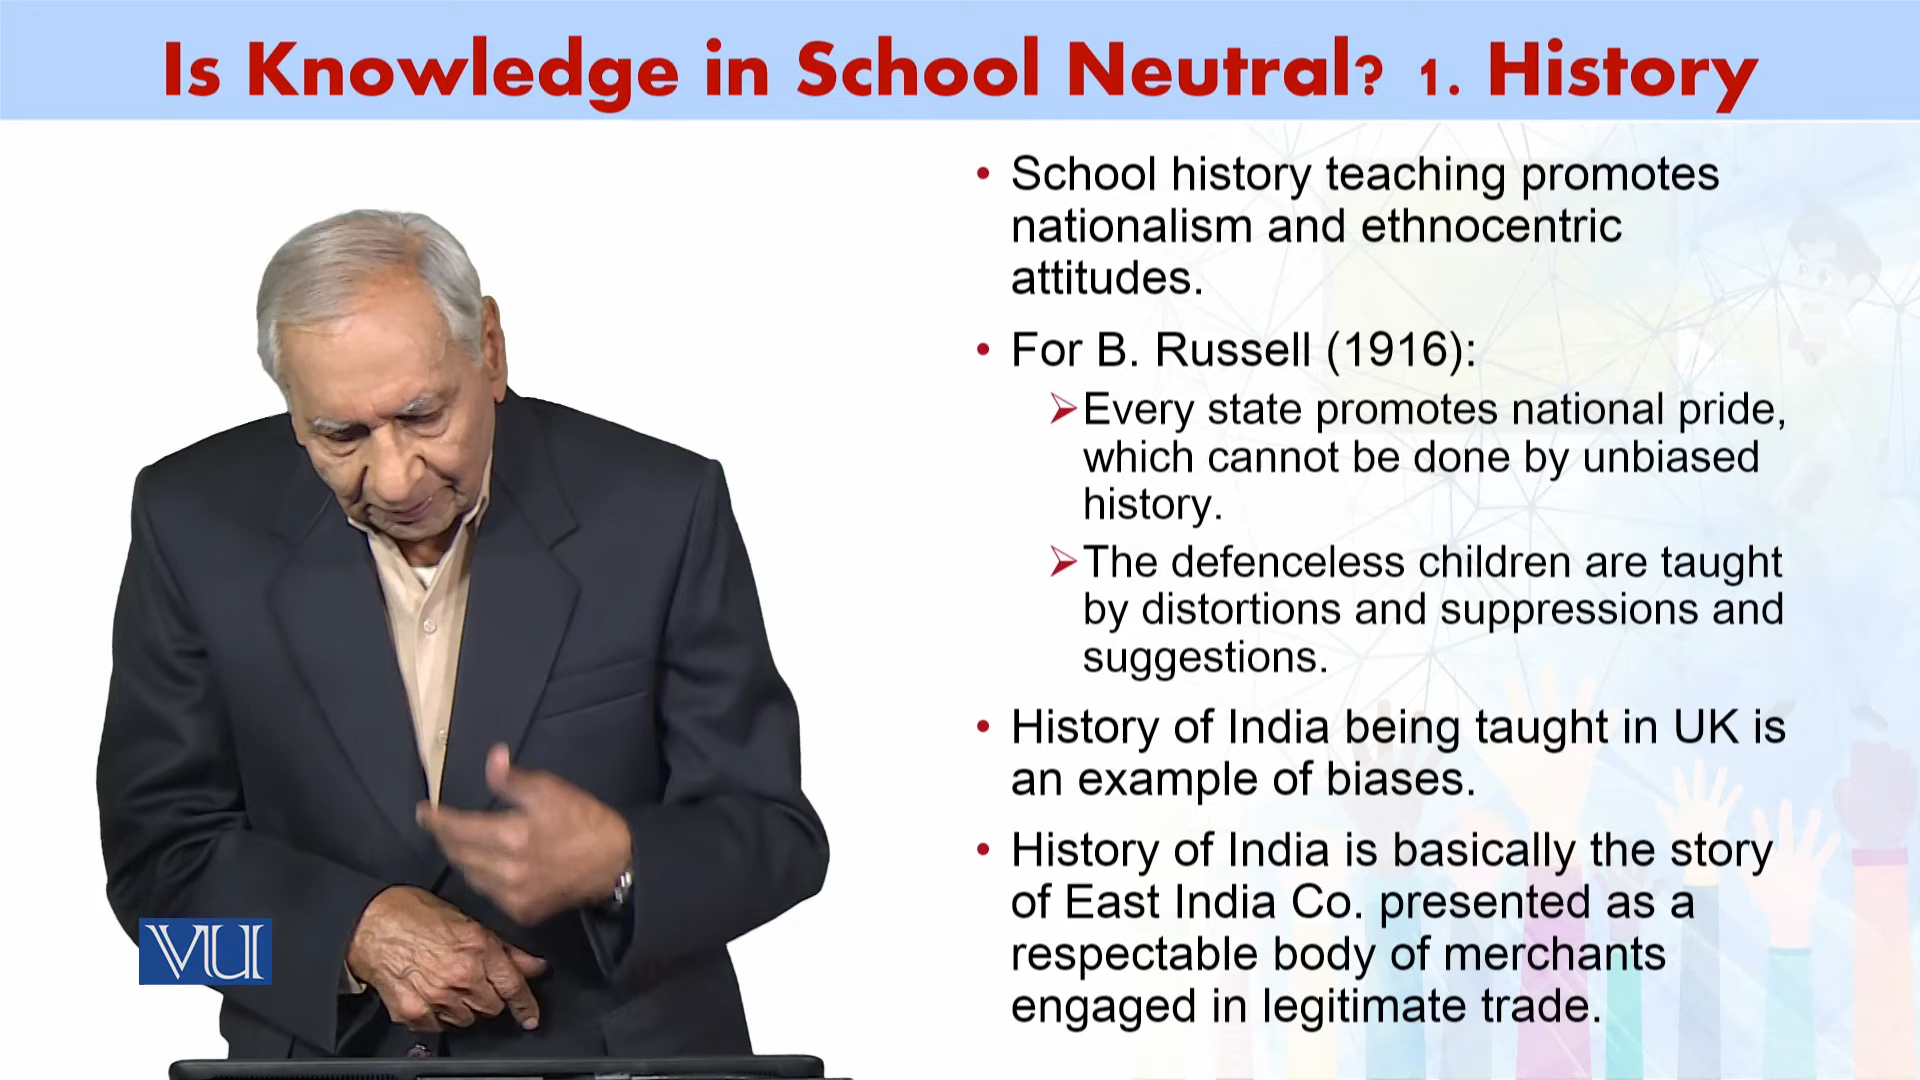 Is Knowledge in School Neutral? 1. History
• School history teaching promotes
nationalism and ethnocentric
attitudes.
• For B. Russell (1916):
➢Every state promotes national pride,
which cannot be done by unbiased
history.
➢The defenceless children are taught
by distortions and suppressions and
suggestions.
• History of India being taught in UK is
an example of biases.
• History of India is basically the story
of East India Co. presented as a
respectable body of merchants
engaged in legitimate trade.
VU